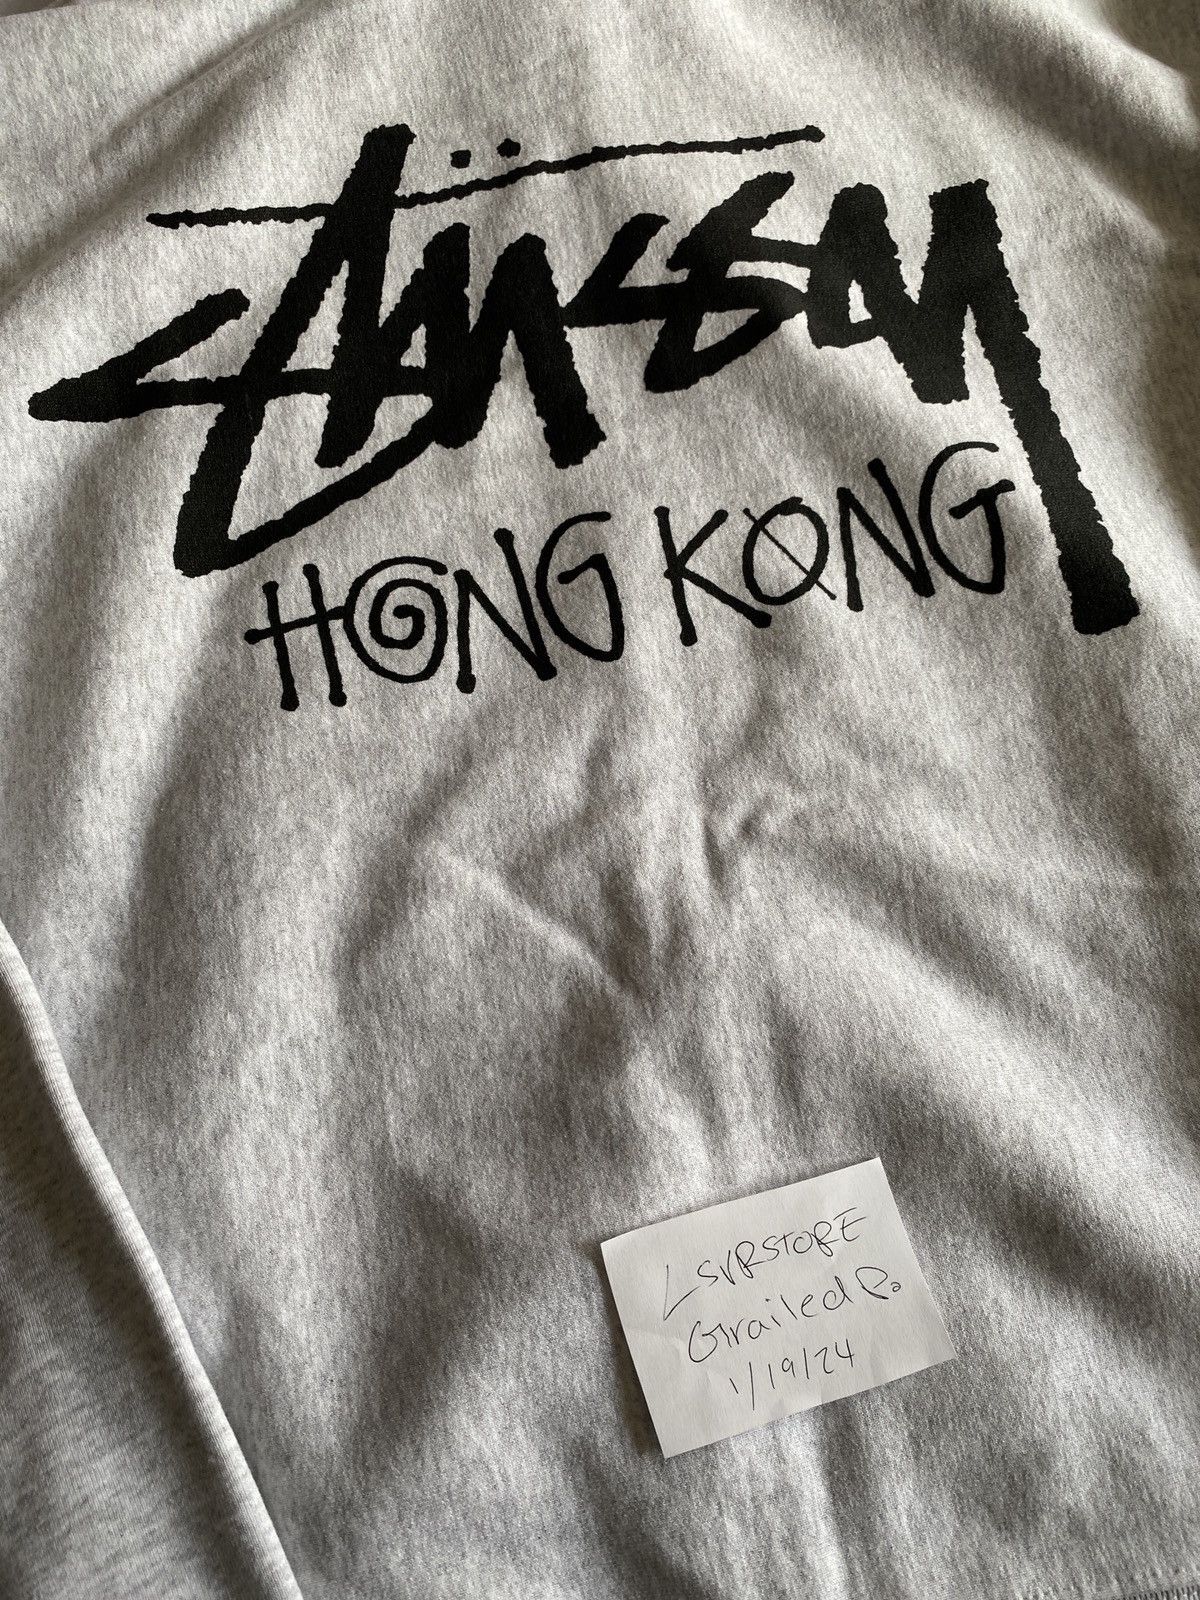 Stüssy
HONG KONG
LSVRSTORE
Grailed
1/19/24